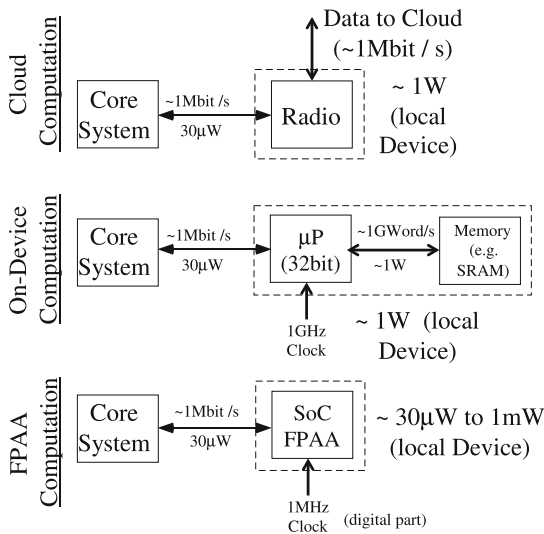 Cloud
Computation
Core
System
~1Mbit /s
30µW
Radio
Data to Cloud
(~1Mbit / s)
~ 1W
(local
Device)
On-Device
Computation
Core
System
~1Mbit /s
30µW
µP
(32bit)
~1GWord/s
~1W
Memory
(e.g.
SRAM)
1GHz
Clock
~ 1W (local
Device)
FPAA
Computation
Core
System
~1Mbit /s
30µW
SoC
FPAA
~ 30µW to 1mW
(local Device)
1MHz
Clock
(digital part)